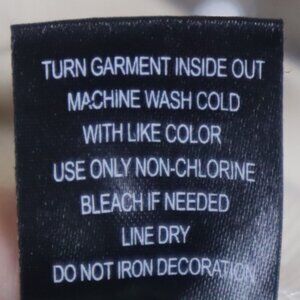 TURN GARMENT INSIDE OUT
MACHINE WASH COLD
WITH LIKE COLOR
USE ONLY NON-CHLORINE
BLEACH IF NEEDED
LINE DRY
DO NOT IRON DECORATION